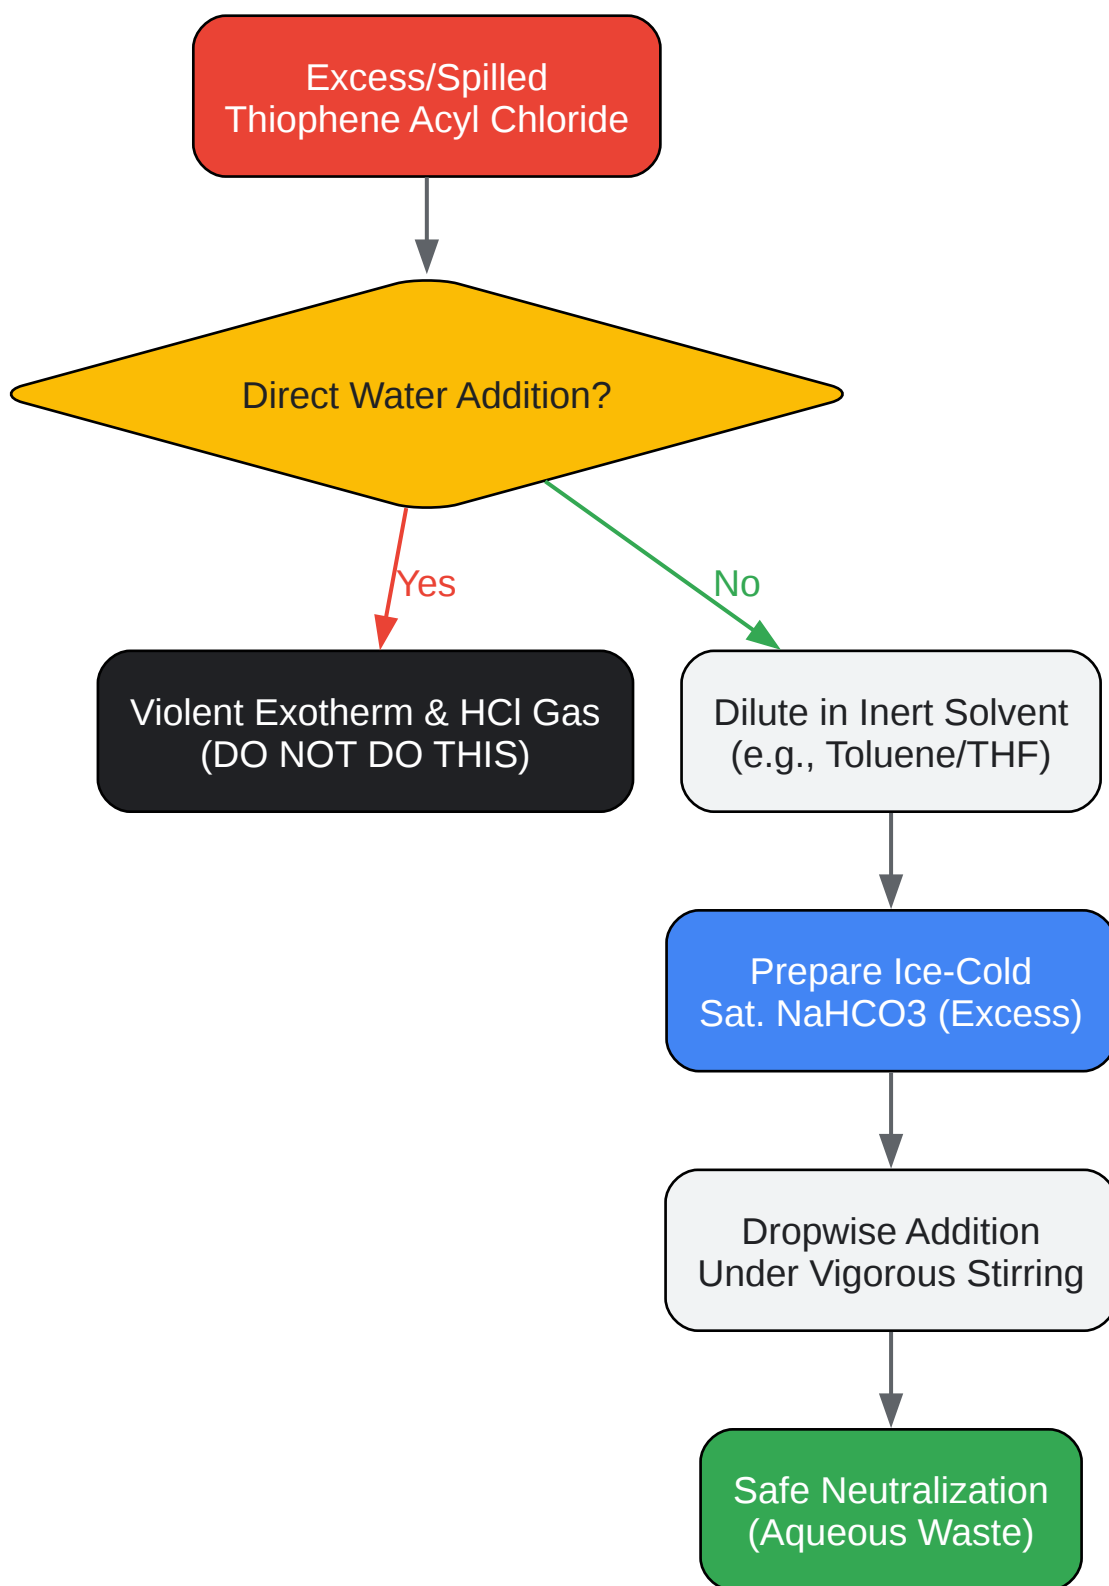 Excess/Spilled
Thiophene Acyl Chloride
Direct Water Addition?
Yes
No
Violent Exotherm & HCl Gas
(DO NOT DO THIS)
Dilute in Inert Solvent
(e.g., Toluene/THF)
Prepare Ice-Cold
Sat. NaHCO3 (Excess)
Dropwise Addition
Under Vigorous Stirring
Safe Neutralization
(Aqueous Waste)